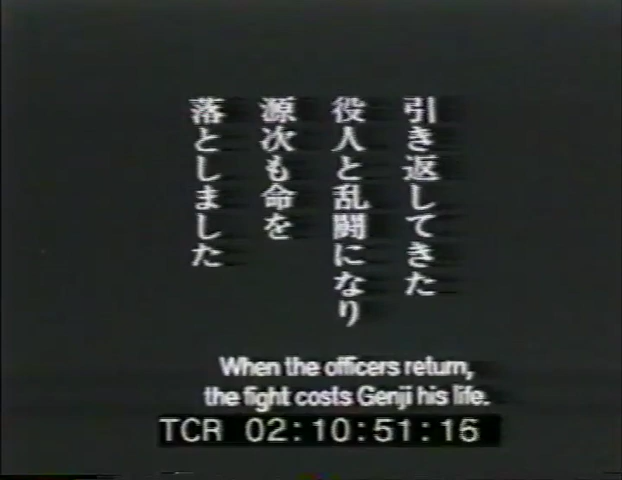 引き返してきた
役人と乱闘になり
源次も命を
落としました
When the officers return,
the fight costs Genji his life.
TCR 02:10:51:16